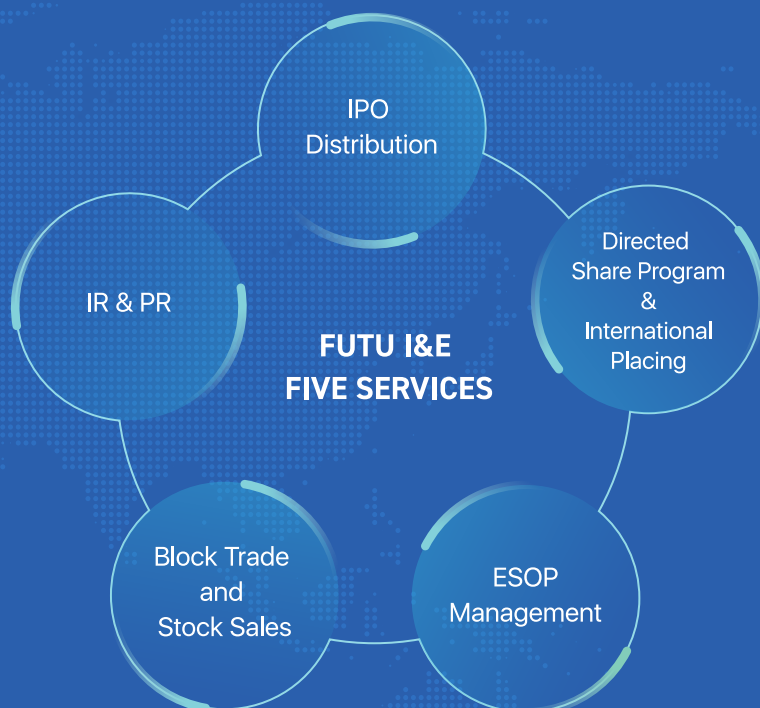 IPO
Distribution
Directed
Share Program
&
International
Placing
IR & PR
FUTU I&E
FIVE SERVICES
Block Trade
and
Stock Sales
ESOP
Management